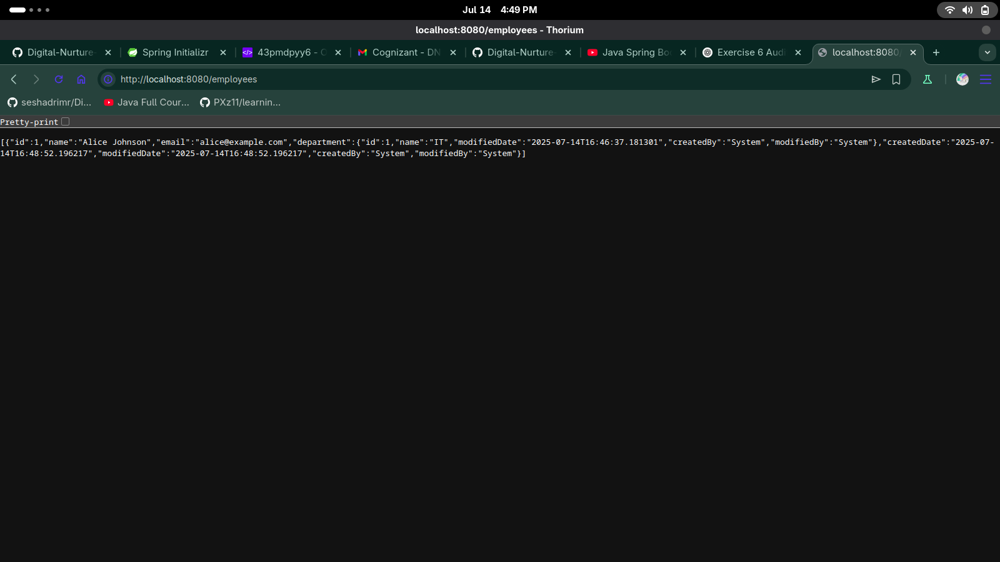 Jul 14 4:49 PM
localhost:8080/employees - Thorium
Digital-Nurture-
Spring Initializr
43pmdpyy6 -
Cognizant - DN
Digital-Nurture-
Java Spring Bo
Exercise 6 Audi
localhost:8080/
http://localhost:8080/employees
seshadrimr/Di...
Java Full Cour...
PXz11/learnin...
Pretty-print
[{"id":1,"name":"Alice Johnson","email":"alice@example.com","department":{"id":1,"name":"IT","modifiedDate":"2025-07-14T16:46:37.181301","createdBy":"System","modifiedBy":"System"},"createdDate":"2025-07-
14T16:48:52.196217","modifiedDate":"2025-07-14T16:48:52.196217","createdBy":"System","modifiedBy":"System"}]